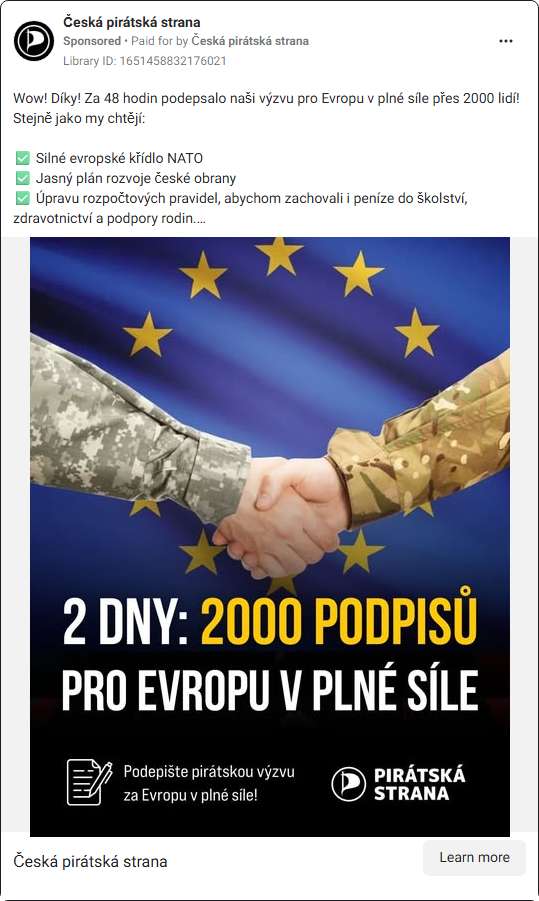 Česká pirátská strana
Sponsored • Paid for by Česká pirátská strana
Library ID: 1651458832176021
Wow! Díky! Za 48 hodin podepsalo naši výzvu pro Evropu v plné síle přes 2000 lidí!
Stejně jako my chtějí:
✅ Silné evropské křídlo NATO
✅ Jasný plán rozvoje české obrany
✅ Úpravu rozpočtových pravidel, abychom zachovali i peníze do školství,
zdravotnictví a podpory rodin....
2 DNY: 2000 PODPISŮ
PRO EVROPU V PLNÉ SÍLE
Podepište pirátskou výzvu
za Evropu v plné síle!
PIRÁTSKÁ
STRANA
Česká pirátská strana
Learn more